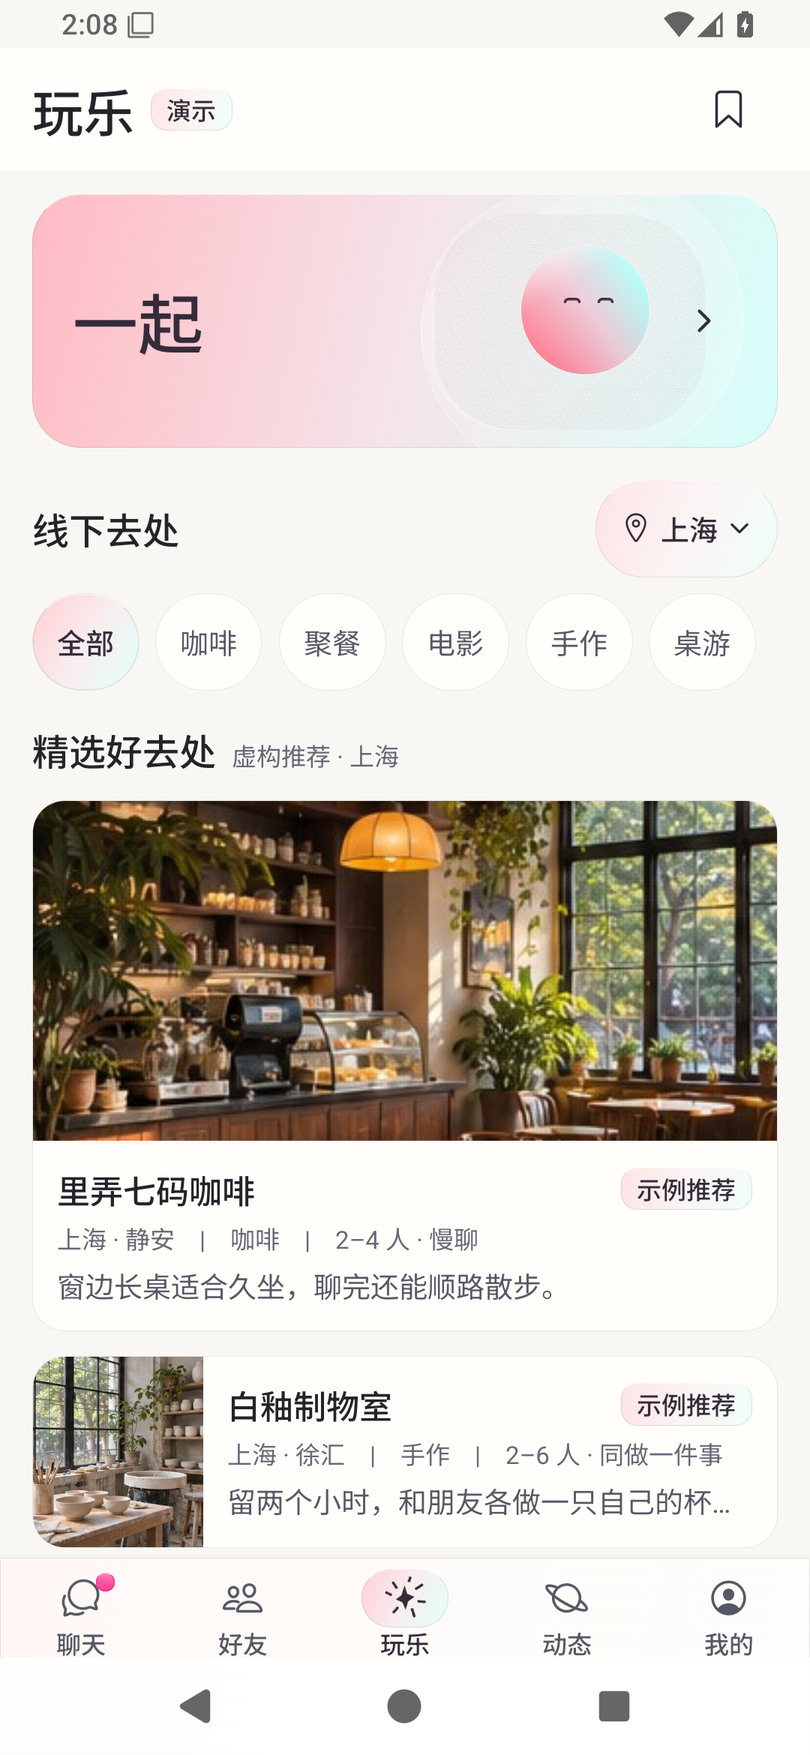 2:08
玩乐 演示
一起
线下去处 上海
全部 咖啡 聚餐 电影 手作 桌游
精选好去处 虚构推荐 · 上海
里弄七码咖啡 示例推荐
上海 · 静安 | 咖啡 | 2–4 人 · 慢聊
窗边长桌适合久坐，聊完还能顺路散步。
白釉制物室 示例推荐
上海 · 徐汇 | 手作 | 2–6 人 · 同做一件事
留两个小时，和朋友各做一只自己的杯…
聊天 好友 玩乐 动态 我的